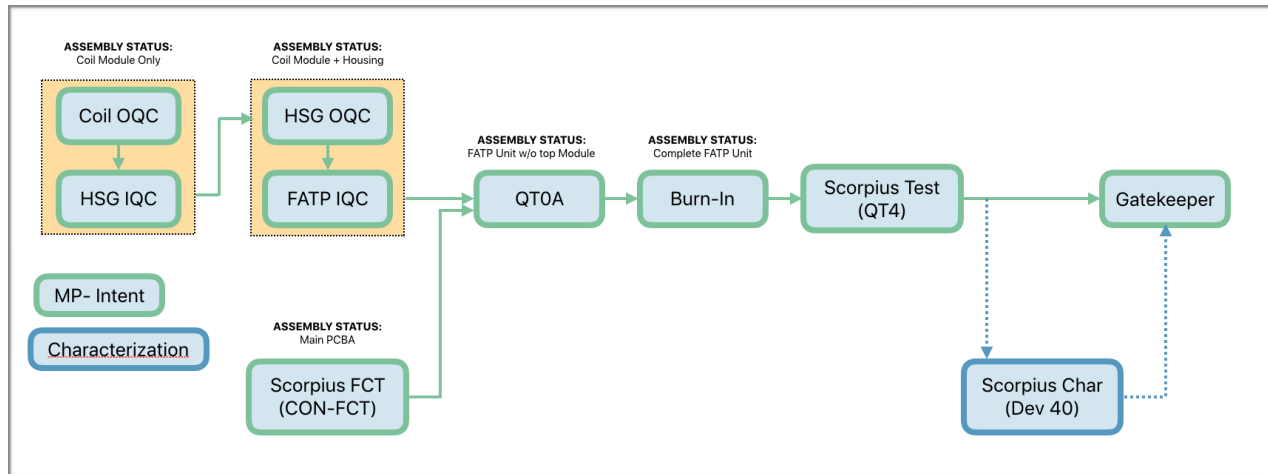 ASSEMBLY STATUS:
Coil Module Only
Coil OQC
HSG IQC
ASSEMBLY STATUS:
Coil Module + Housing
HSG OQC
FATP IQC
ASSEMBLY STATUS:
FATP Unit w/o top Module
QT0A
ASSEMBLY STATUS:
Complete FATP Unit
Burn-In
Scorpius Test
(QT4)
Gatekeeper
MP- Intent
Characterization
ASSEMBLY STATUS:
Main PCBA
Scorpius FCT
(CON-FCT)
Scorpius Char
(Dev 40)